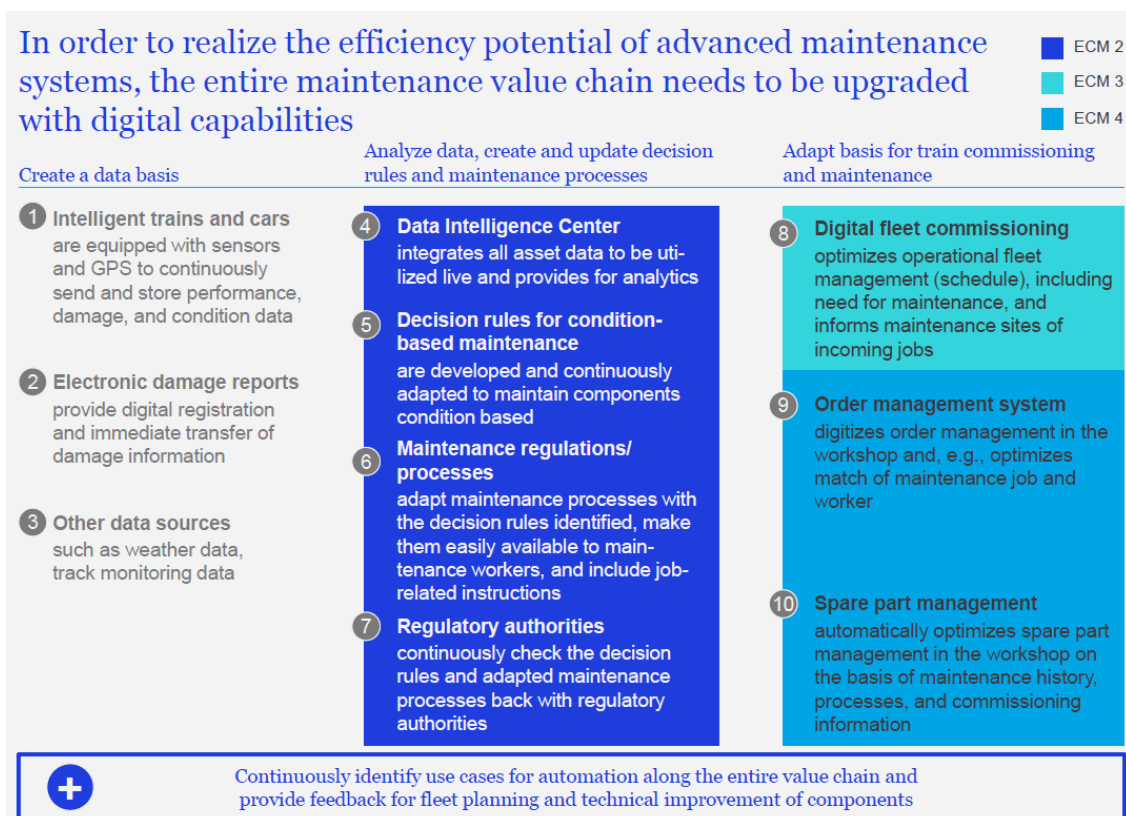 In order to realize the efficiency potential of advanced maintenance
systems, the entire maintenance value chain needs to be upgraded
with digital capabilities
ECM 2
ECM 3
ECM 4
Create a data basis
1 Intelligent trains and cars
are equipped with sensors
and GPS to continuously
send and store performance,
damage, and condition data
2 Electronic damage reports
provide digital registration
and immediate transfer of
damage information
3 Other data sources
such as weather data,
track monitoring data
Analyze data, create and update decision
rules and maintenance processes
4 Data Intelligence Center
integrates all asset data to be uti-
lized live and provides for analytics
5 Decision rules for condition-
based maintenance
are developed and continuously
adapted to maintain components
condition based
6 Maintenance regulations/
processes
adapt maintenance processes with
the decision rules identified, make
them easily available to main-
tenance workers, and include job-
related instructions
7 Regulatory authorities
continuously check the decision
rules and adapted maintenance
processes back with regulatory
authorities
Adapt basis for train commissioning
and maintenance
8 Digital fleet commissioning
optimizes operational fleet
management (schedule), including
need for maintenance, and
informs maintenance sites of
incoming jobs
9 Order management system
digitizes order management in the
workshop and, e.g., optimizes
match of maintenance job and
worker
10 Spare part management
automatically optimizes spare part
management in the workshop on
the basis of maintenance history,
processes, and commissioning
information
+
Continuously identify use cases for automation along the entire value chain and
provide feedback for fleet planning and technical improvement of components